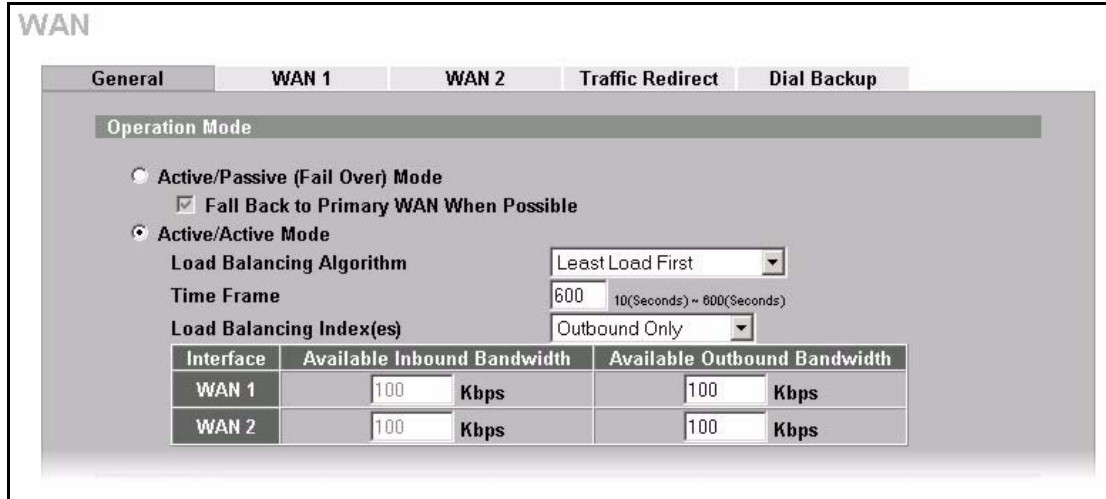 WAN
General WAN 1 WAN 2 Traffic Redirect Dial Backup
Operation Mode
Active/Passive (Fail Over) Mode
Fall Back to Primary WAN When Possible
Active/Active Mode
Load Balancing Algorithm Least Load First
Time Frame 600 10(Seconds) ~ 600(Seconds)
Load Balancing Index(es) Outbound Only
Interface Available Inbound Bandwidth Available Outbound Bandwidth
WAN 1 100 Kbps 100 Kbps
WAN 2 100 Kbps 100 Kbps